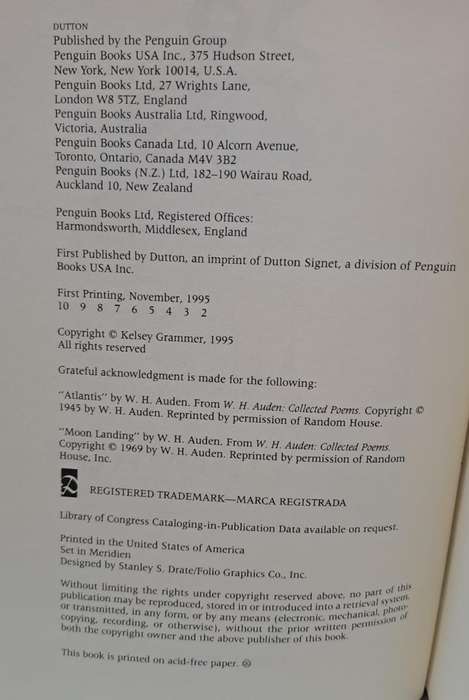 DUTTON
Published by the Penguin Group
Penguin Books USA Inc., 375 Hudson Street,
New York, New York 10014, U.S.A.
Penguin Books Ltd, 27 Wrights Lane,
London W8 5TZ, England
Penguin Books Australia Ltd, Ringwood,
Victoria, Australia
Penguin Books Canada Ltd, 10 Alcorn Avenue,
Toronto, Ontario, Canada M4V 3B2
Penguin Books (N.Z.) Ltd, 182–190 Wairau Road,
Auckland 10, New Zealand
Penguin Books Ltd, Registered Offices:
Harmondsworth, Middlesex, England
First Published by Dutton, an imprint of Dutton Signet, a division of Penguin
Books USA Inc.
First Printing, November, 1995
10 9 8 7 6 5 4 3 2
Copyright © Kelsey Grammer, 1995
All rights reserved
Grateful acknowledgment is made for the following:
"Atlantis" by W. H. Auden. From W. H. Auden: Collected Poems. Copyright ©
1945 by W. H. Auden. Reprinted by permission of Random House.
"Moon Landing" by W. H. Auden. From W. H. Auden: Collected Poems.
Copyright © 1969 by W. H. Auden. Reprinted by permission of Random
House, Inc.
D REGISTERED TRADEMARK—MARCA REGISTRADA
Library of Congress Cataloging-in-Publication Data available on request.
Printed in the United States of America
Set in Meridien
Designed by Stanley S. Drate/Folio Graphics Co., Inc.
Without limiting the rights under copyright reserved above, no part of this
publication may be reproduced, stored in or introduced into a retrieval system,
or transmitted, in any form, or by any means (electronic, mechanical, photo-
copying, recording, or otherwise), without the prior written permission of
both the copyright owner and the above publisher of this book.
This book is printed on acid-free paper. ♾